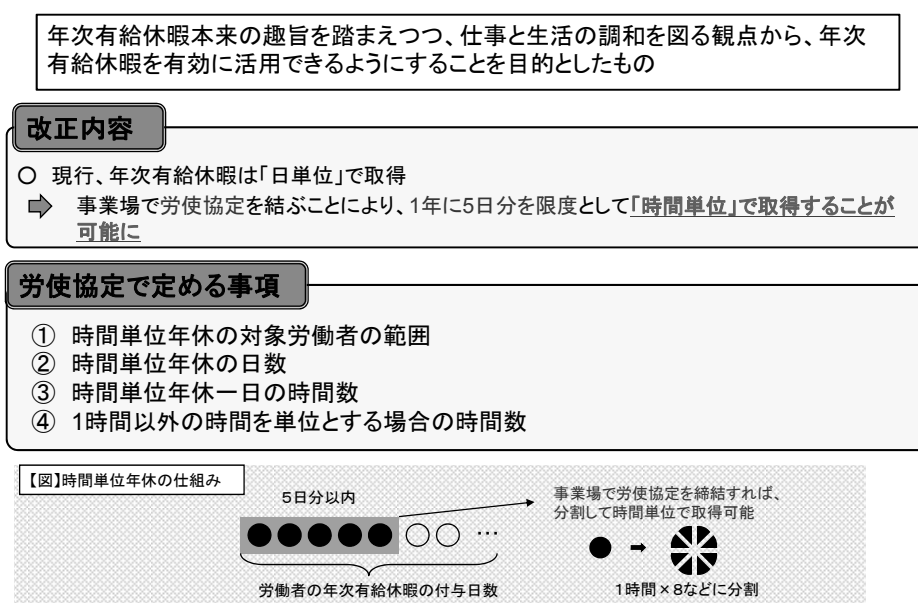 年次有給休暇本来の趣旨を踏まえつつ、仕事と生活の調和を図る観点から、年次
有給休暇を有効に活用できるようにすることを目的としたもの
改正内容
○ 現行、年次有給休暇は「日単位」で取得
⇒ 事業場で労使協定を結ぶことにより、1年に5日分を限度として「時間単位」で取得することが
可能に
労使協定で定める事項
① 時間単位年休の対象労働者の範囲
② 時間単位年休の日数
③ 時間単位年休一日の時間数
④ 1時間以外の時間を単位とする場合の時間数
【図】時間単位年休の仕組み
5日分以内
事業場で労使協定を締結すれば、
分割して時間単位で取得可能
…
労働者の年次有給休暇の付与日数
1時間×8などに分割